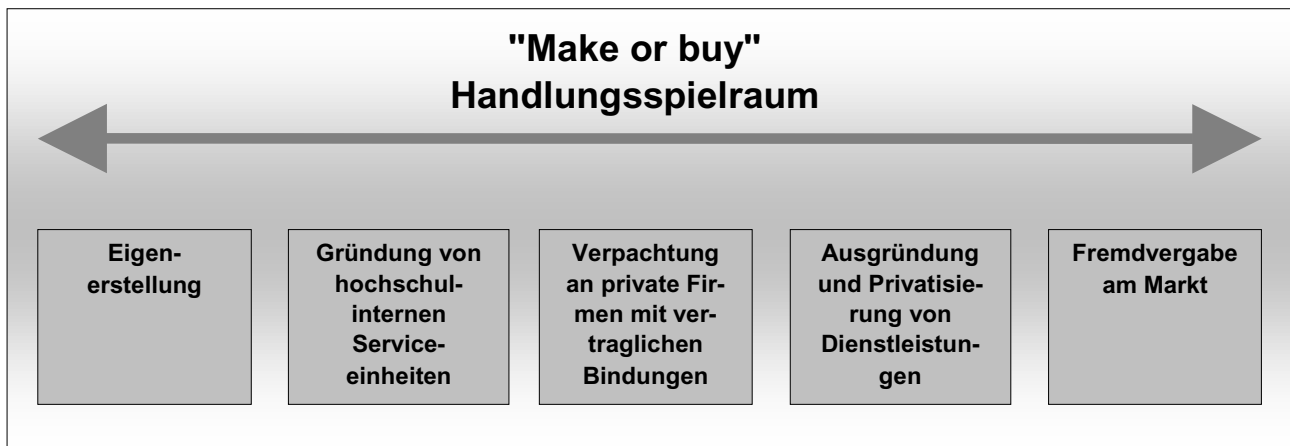 "Make or buy"
Handlungsspielraum
Eigen-
erstellung
Gründung von
hochschul-
internen
Service-
einheiten
Verpachtung
an private Fir-
men mit ver-
traglichen
Bindungen
Ausgründung
und Privatisie-
rung von
Dienstleistun-
gen
Fremdvergabe
am Markt